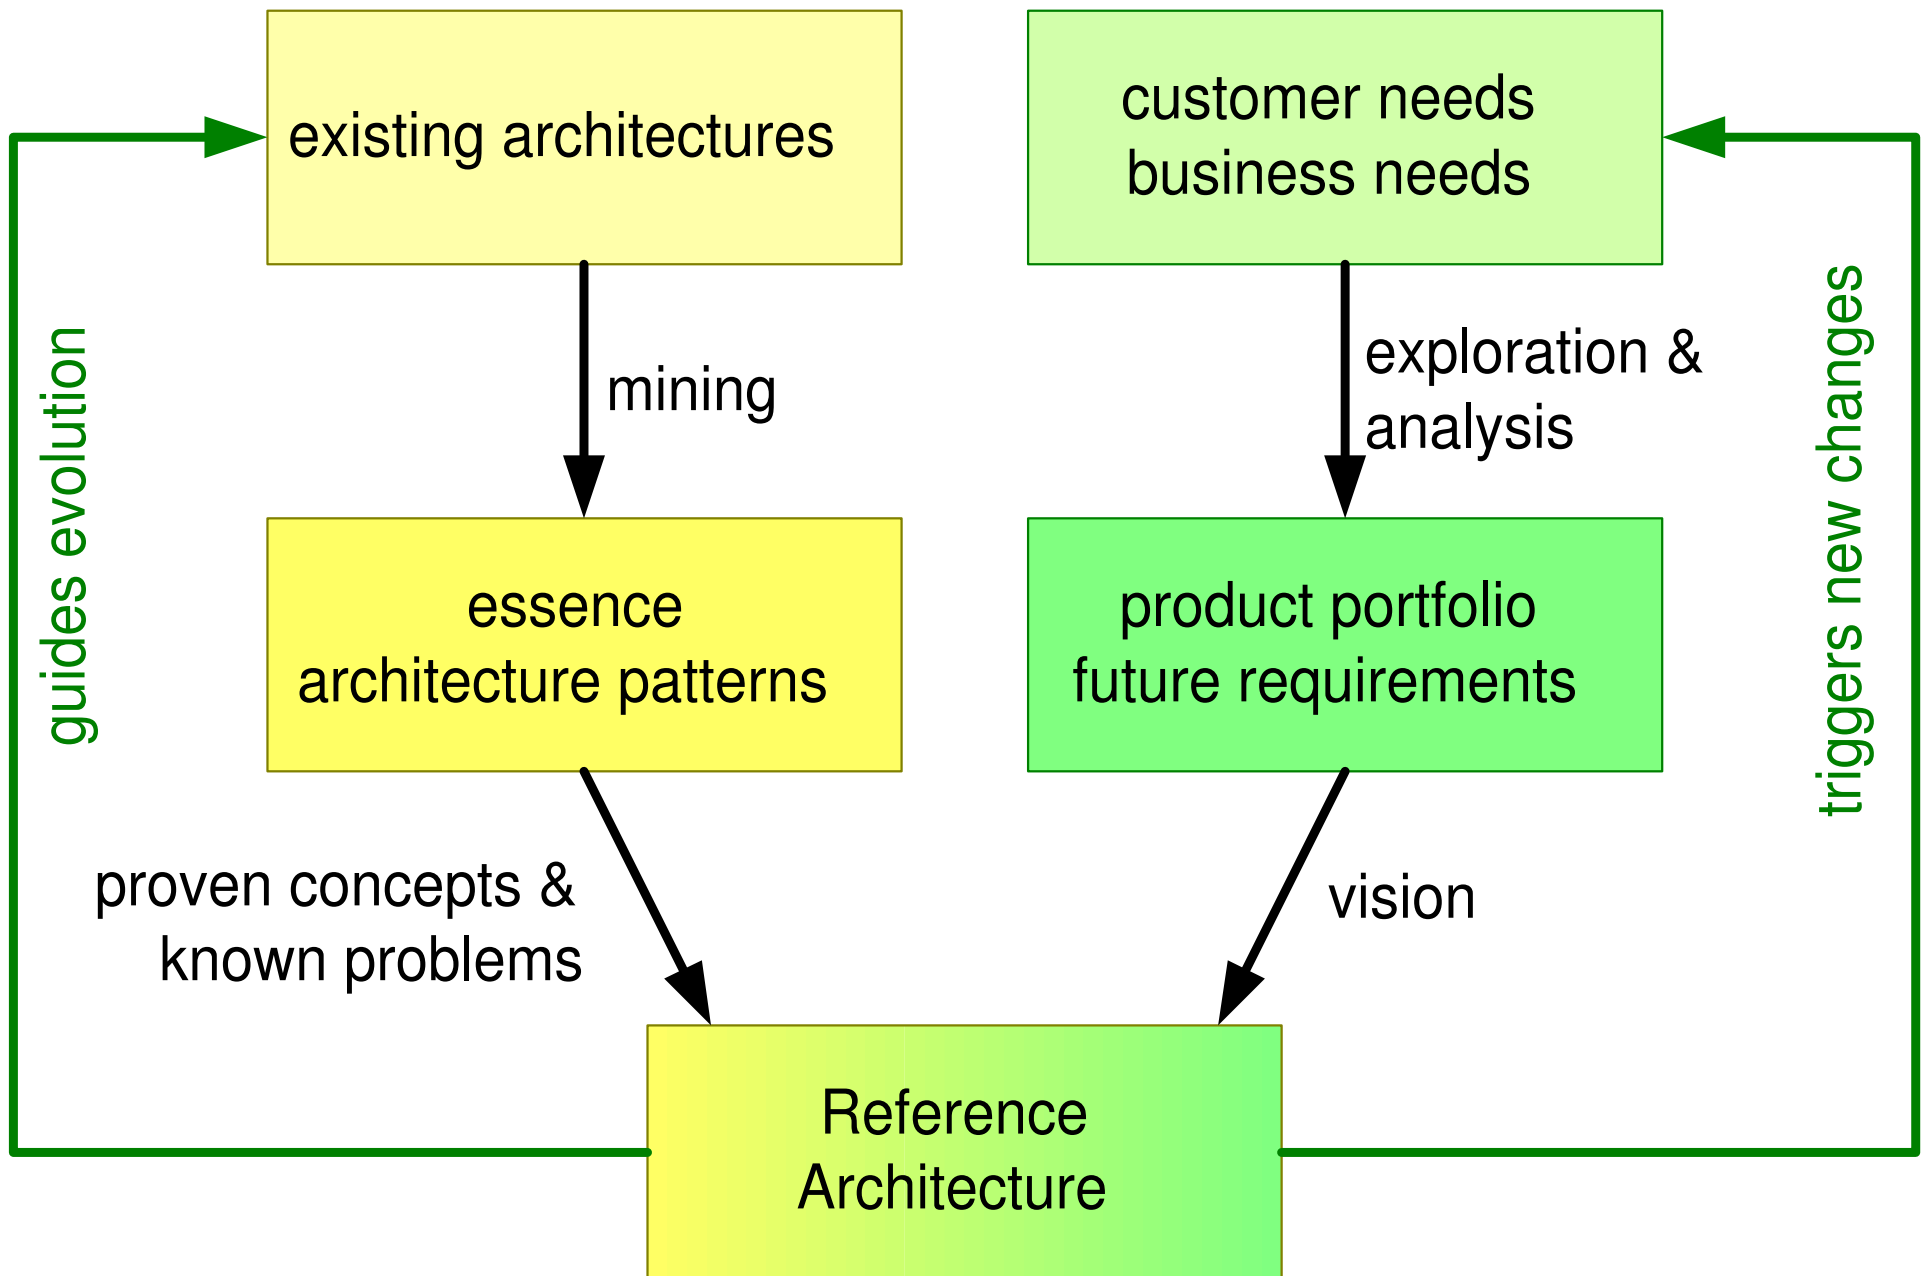 existing architectures
customer needs
business needs
guides evolution
mining
exploration &
analysis
triggers new changes
essence
architecture patterns
product portfolio
future requirements
proven concepts &
known problems
vision
Reference
Architecture